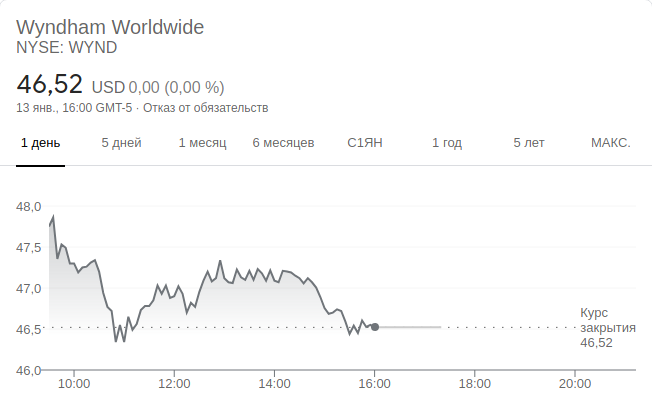 Wyndham Worldwide
NYSE: WYND
46,52 USD 0,00 (0,00 %)
13 янв., 16:00 GMT-5 · Отказ от обязательств
1 день 5 дней 1 месяц 6 месяцев С1ЯН 1 год 5 лет МАКС.
48,0
47,5
47,0
46,5
46,0
Курс
закрытия
46,52
10:00 12:00 14:00 16:00 18:00 20:00